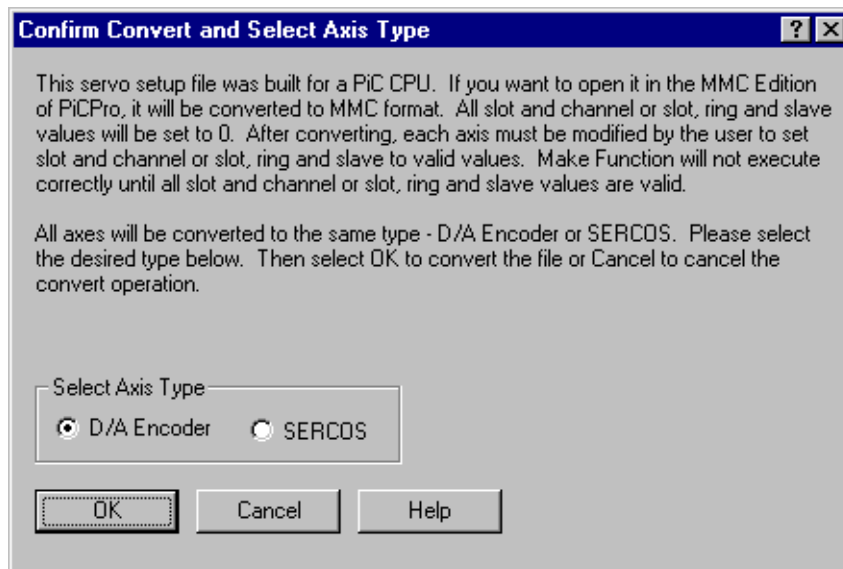 Confirm Convert and Select Axis Type
This servo setup file was built for a PiC CPU. If you want to open it in the MMC Edition
of PiCPro, it will be converted to MMC format. All slot and channel or slot, ring and slave
values will be set to 0. After converting, each axis must be modified by the user to set
slot and channel or slot, ring and slave to valid values. Make Function will not execute
correctly until all slot and channel or slot, ring and slave values are valid.
All axes will be converted to the same type - D/A Encoder or SERCOS. Please select
the desired type below. Then select OK to convert the file or Cancel to cancel the
convert operation.
Select Axis Type
D/A Encoder SERCOS
OK Cancel Help